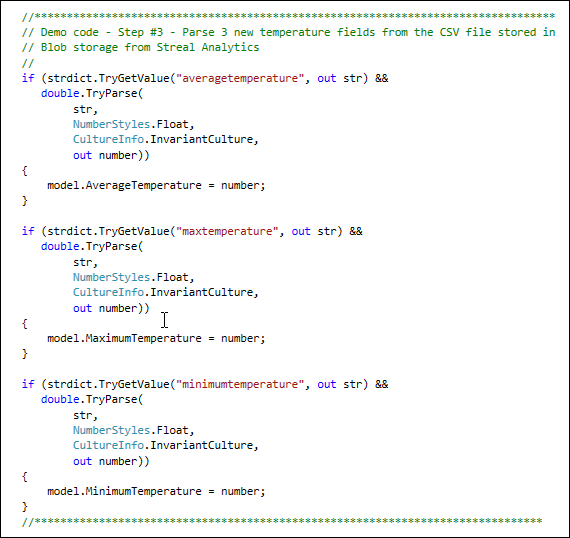 //*********************************************************************************
// Demo code - Step #3 - Parse 3 new temperature fields from the CSV file stored in
// Blob storage from Streal Analytics
//
if (strdict.TryGetValue("averagetemperature", out str) &&
   double.TryParse(
        str,
        NumberStyles.Float,
        CultureInfo.InvariantCulture,
        out number))
{
    model.AverageTemperature = number;
}

if (strdict.TryGetValue("maxtemperature", out str) &&
   double.TryParse(
        str,
        NumberStyles.Float,
        CultureInfo.InvariantCulture,
        out number))
{
    model.MaximumTemperature = number;
}

if (strdict.TryGetValue("minimumtemperature", out str) &&
   double.TryParse(
        str,
        NumberStyles.Float,
        CultureInfo.InvariantCulture,
        out number))
{
    model.MinimumTemperature = number;
}
//*******************************************************************************